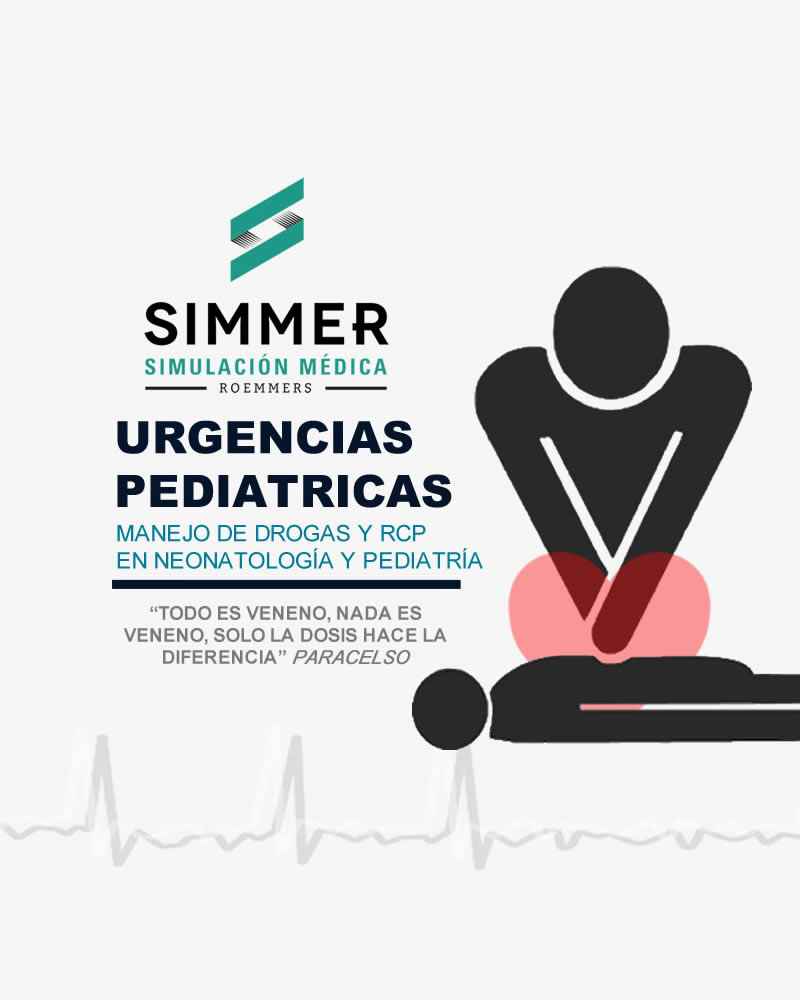 SIMMER
SIMULACIÓN MÉDICA
ROEMMERS
URGENCIAS
PEDIATRICAS
MANEJO DE DROGAS Y RCP
EN NEONATOLOGÍA Y PEDIATRÍA
“TODO ES VENENO, NADA ES
VENENO, SOLO LA DOSIS HACE LA
DIFERENCIA” PARACELSO